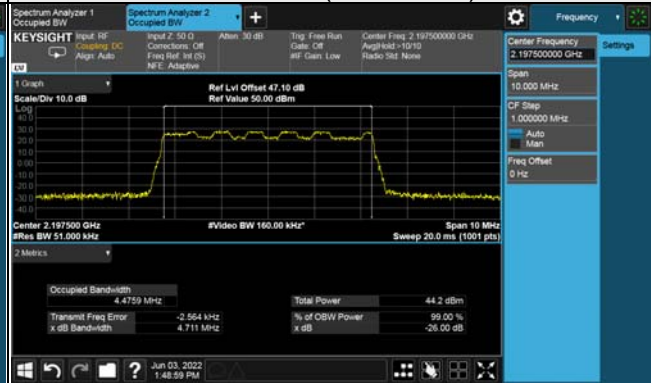 Spectrum Analyzer 1
Occupied BW
Spectrum Analyzer 2
Occupied BW
+
Frequency
KEYSIGHT
Input: RF
Coupling: DC
Align: Auto
Input Z: 50 Ω
Corrections: Off
Freq Ref: Int (S)
NFE: Adaptive
Atten: 30 dB
Trig: Free Run
Gate: Off
#IF Gain: Low
Center Freq: 2.197500000 GHz
Avg|Hold:>10/10
Radio Std: None
LXI
Center Frequency
2.197500000 GHz
Settings
Span
10.000 MHz
CF Step
1.000000 MHz
Auto
Man
Freq Offset
0 Hz
1 Graph
Scale/Div 10.0 dB
Ref Lvl Offset 47.10 dB
Ref Value 50.00 dBm
Log
40.0
30.0
20.0
10.0
0.00
-10.0
-20.0
-30.0
-40.0
Center 2.197500 GHz
#Video BW 160.00 kHz*
Span 10 MHz
#Res BW 51.000 kHz
Sweep 20.0 ms (1001 pts)
2 Metrics
Occupied Bandwidth
4.4759 MHz
Total Power
44.2 dBm
Transmit Freq Error
-2.564 kHz
% of OBW Power
99.00 %
x dB Bandwidth
4.711 MHz
x dB
-26.00 dB
?
Jun 03, 2022
1:48:59 PM